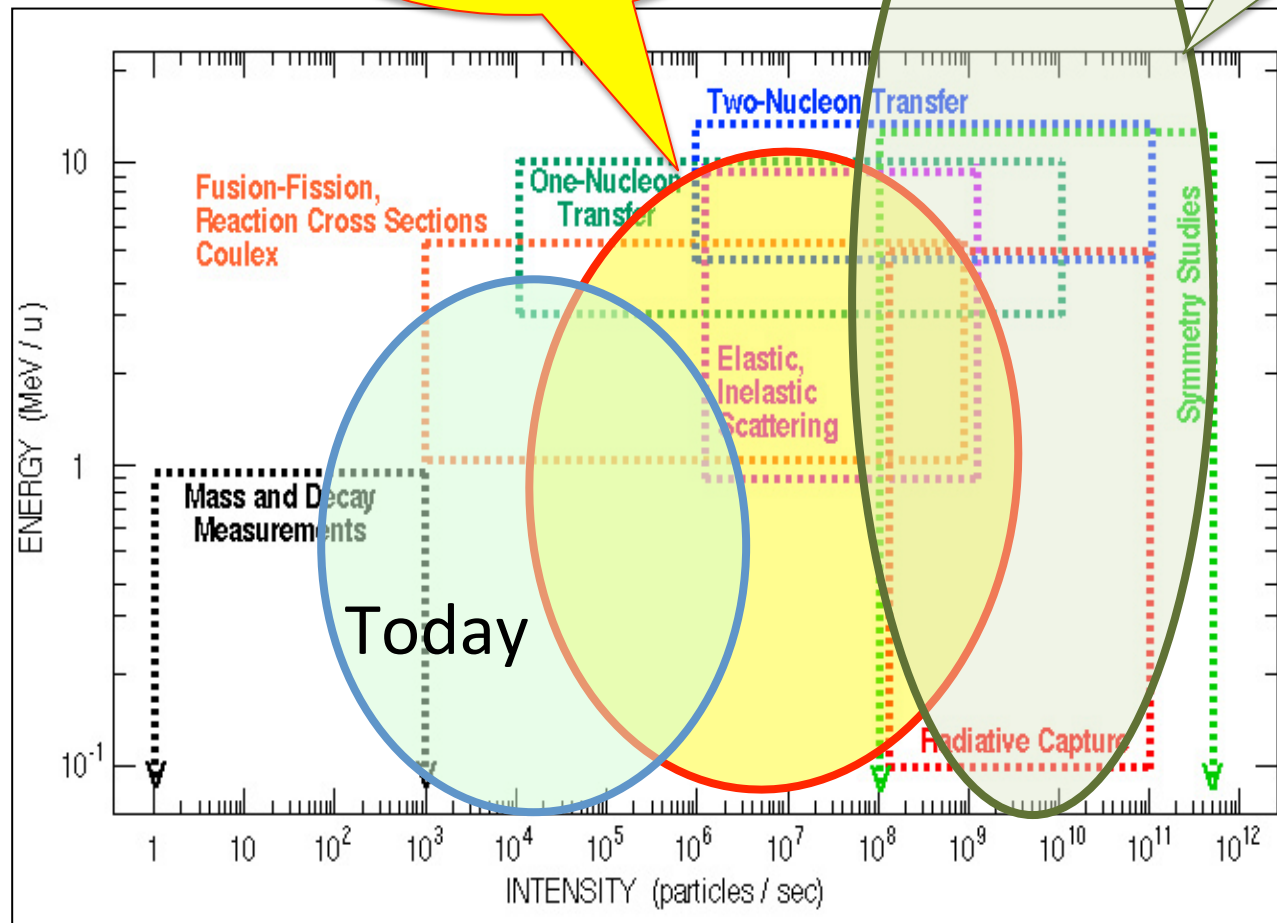 Two-Nucleon Transfer
10
Fusion-Fission,
Reaction Cross Sections
Coulex
One-Nucleon
Transfer
Symmetry Studies
ENERGY (MeV / u)
Elastic,
Inelastic
Scattering
1
Mass and Decay
Measurements
Today
Radiative Capture
10⁻¹
1 10 10² 10³ 10⁴ 10⁵ 10⁶ 10⁷ 10⁸ 10⁹ 10¹⁰ 10¹¹ 10¹²
INTENSITY (particles / sec)